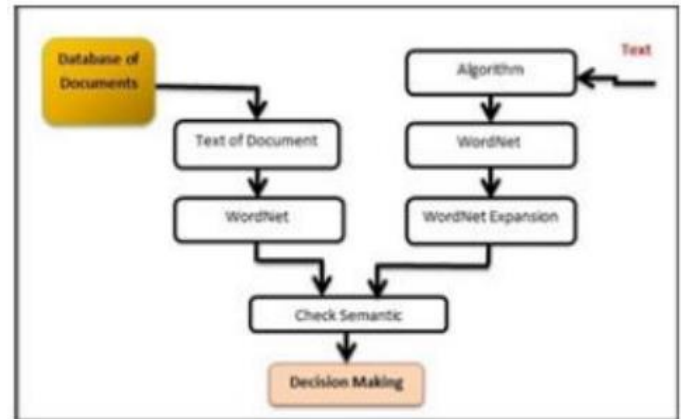 Database of
Documents
Text
Algorithm
Text of Document
WordNet
WordNet
WordNet Expansion
Check Semantic
Decision Making